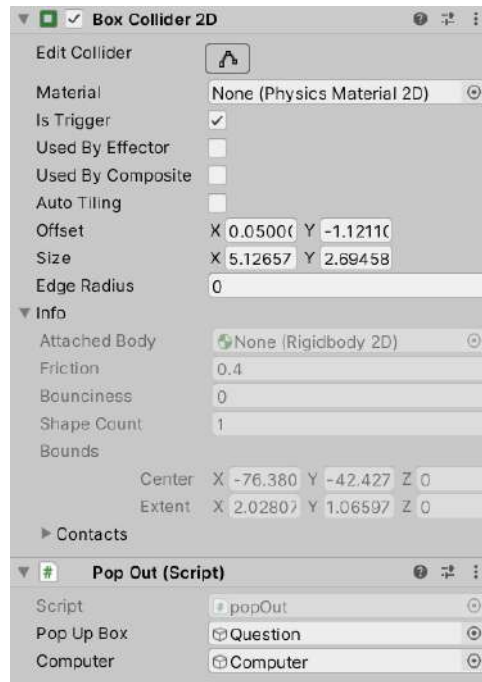 Box Collider 2D
Edit Collider
Material None (Physics Material 2D)
Is Trigger
Used By Effector
Used By Composite
Auto Tiling
Offset X 0.0500( Y -1.1211(
Size X 5.12657 Y 2.69458
Edge Radius 0
Info
Attached Body None (Rigidbody 2D)
Friction 0.4
Bounciness 0
Shape Count 1
Bounds
Center X -76.380 Y -42.427 Z 0
Extent X 2.02807 Y 1.06597 Z 0
Contacts
# Pop Out (Script)
Script # popOut
Pop Up Box Question
Computer Computer